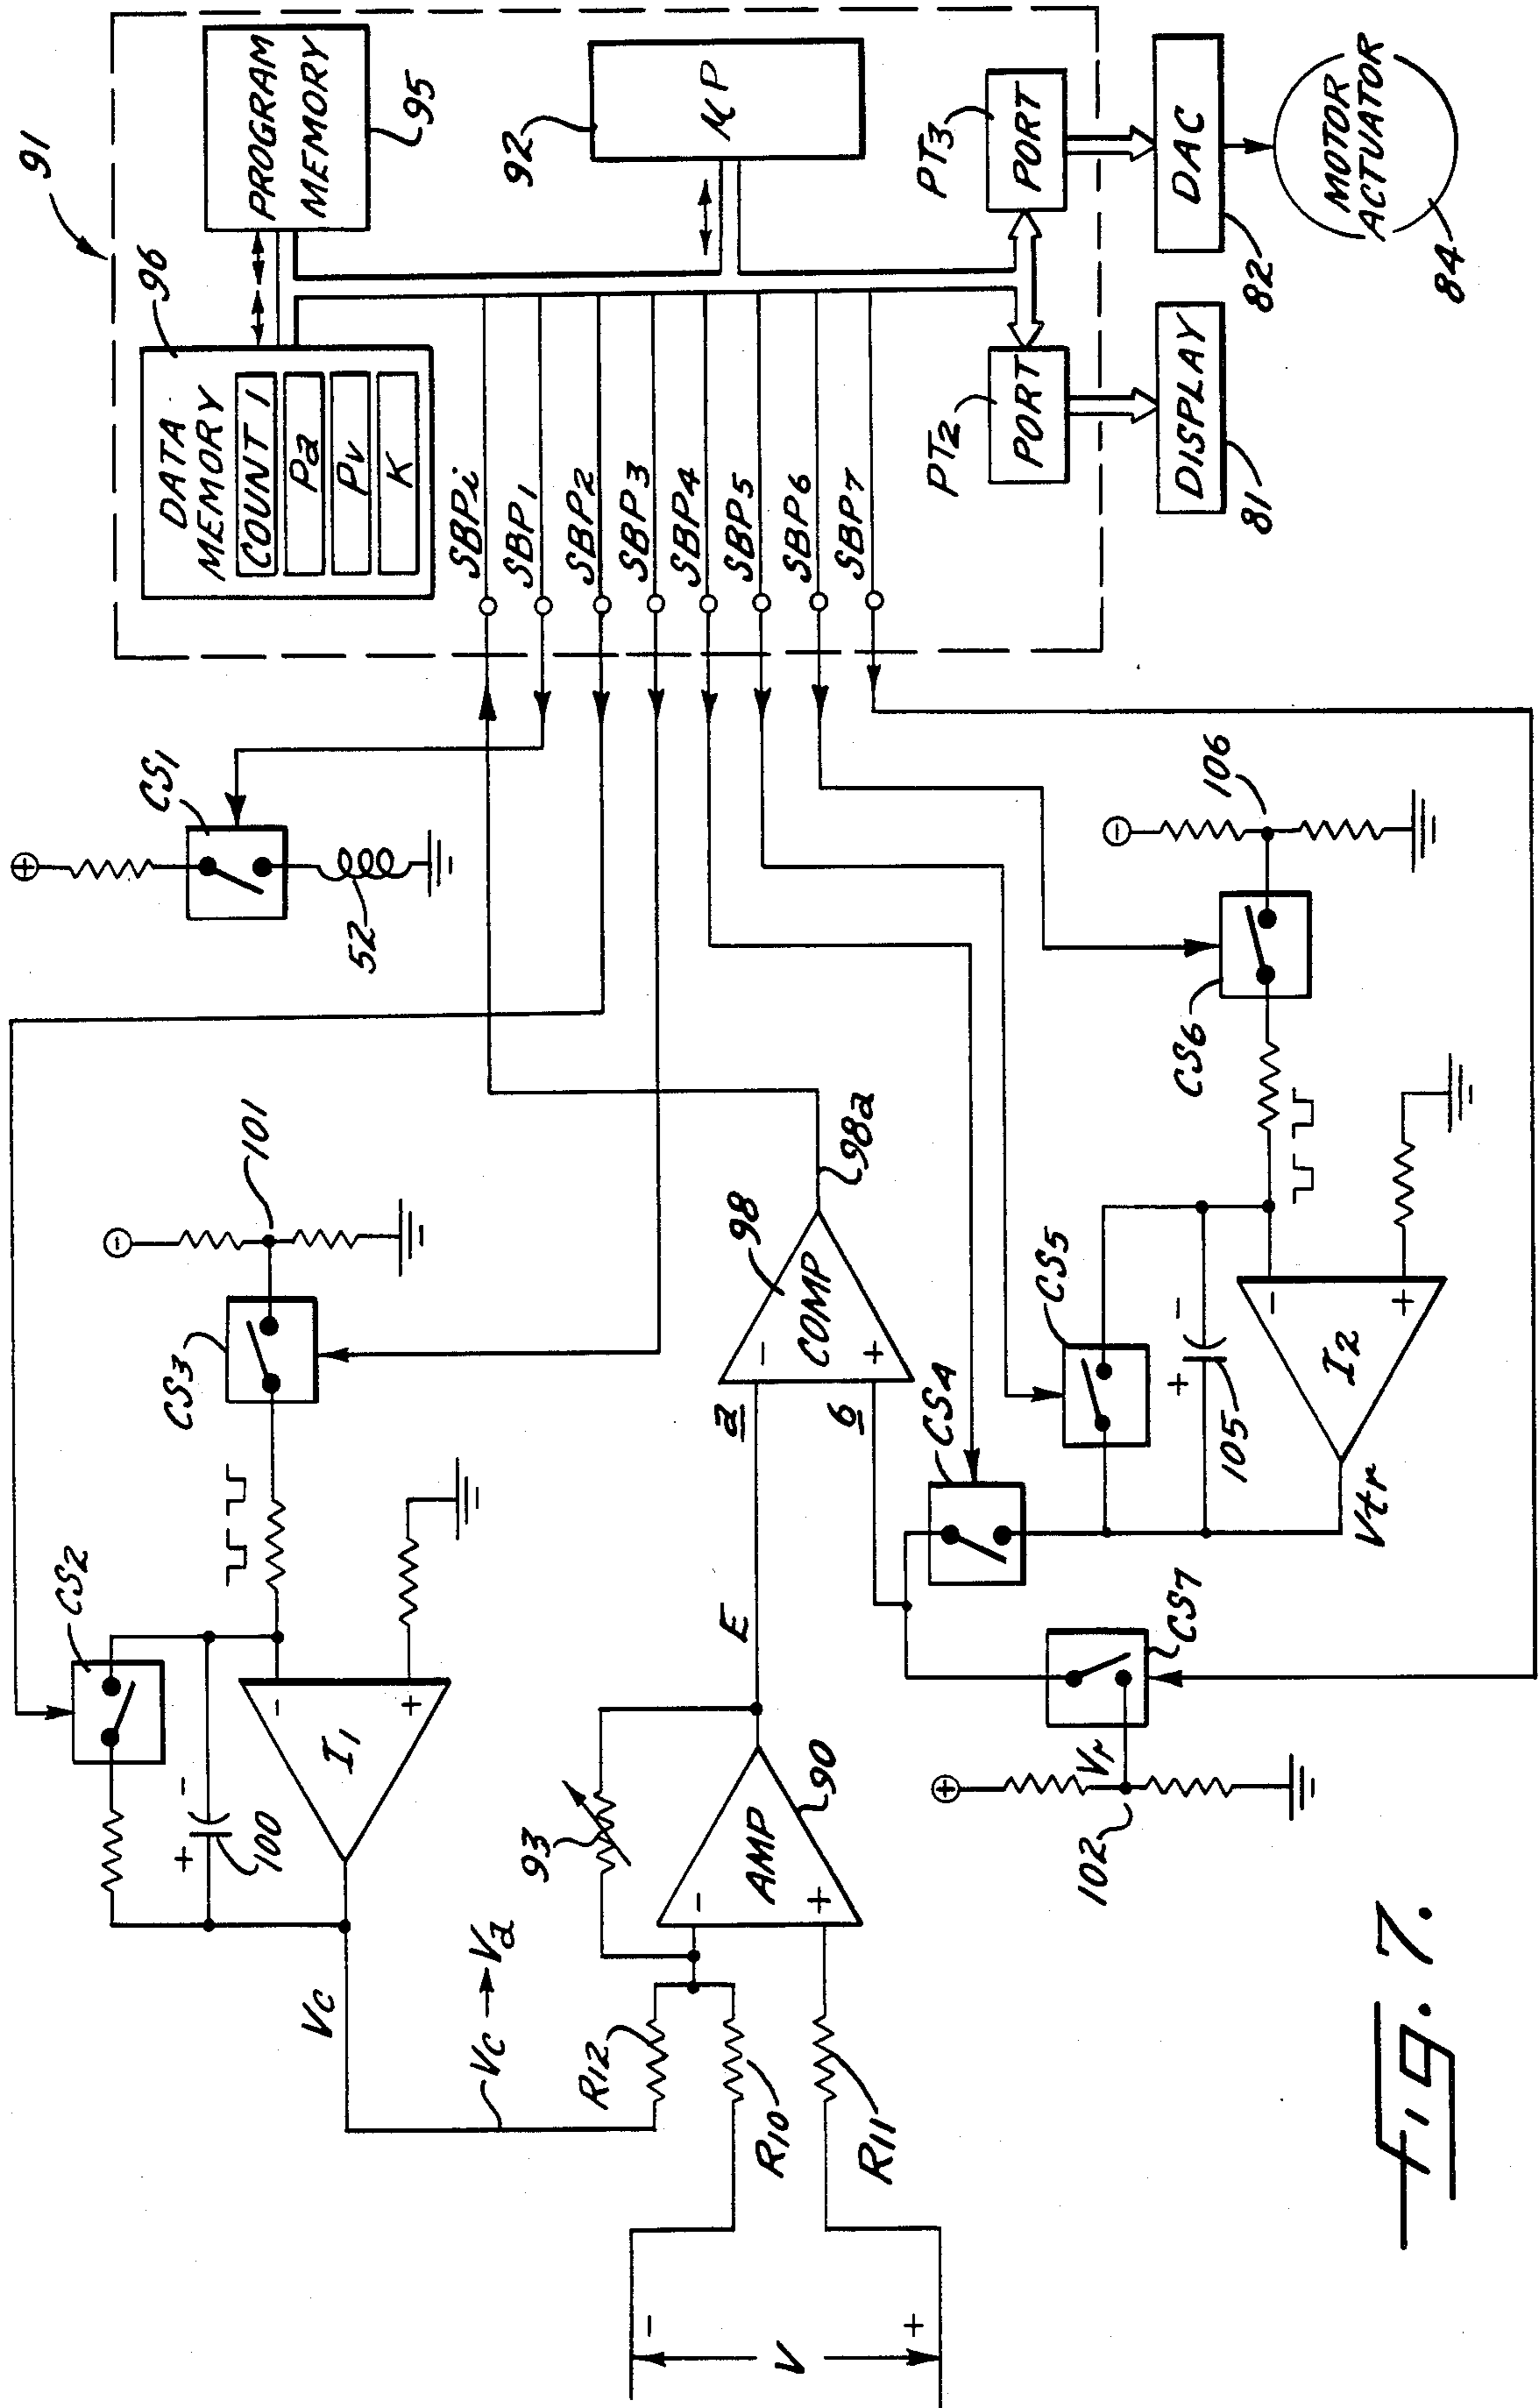 91
96
DATA
MEMORY
COUNT 1
Pa
Pv
K
PROGRAM
MEMORY
95
92
μP
SBPi
SBP1
SBP2
SBP3
SBP4
SBP5
SBP6
SBP7
PT2
PORT
PT3
PORT
DISPLAY
81
DAC
82
MOTOR
ACTUATOR
84
+
CS1
52
CS2
+ -
100
I1
-
+
Vc
Vc → Va
CS3
-
101
R12
R10
R11
-
V
+
93
AMP
-
+
90
E
a
b
98
COMP
-
+
98a
CS4
CS5
+ -
105
I2
-
+
Vtr
CS6
-
106
CS7
+
Vr
102
Fig. 7.